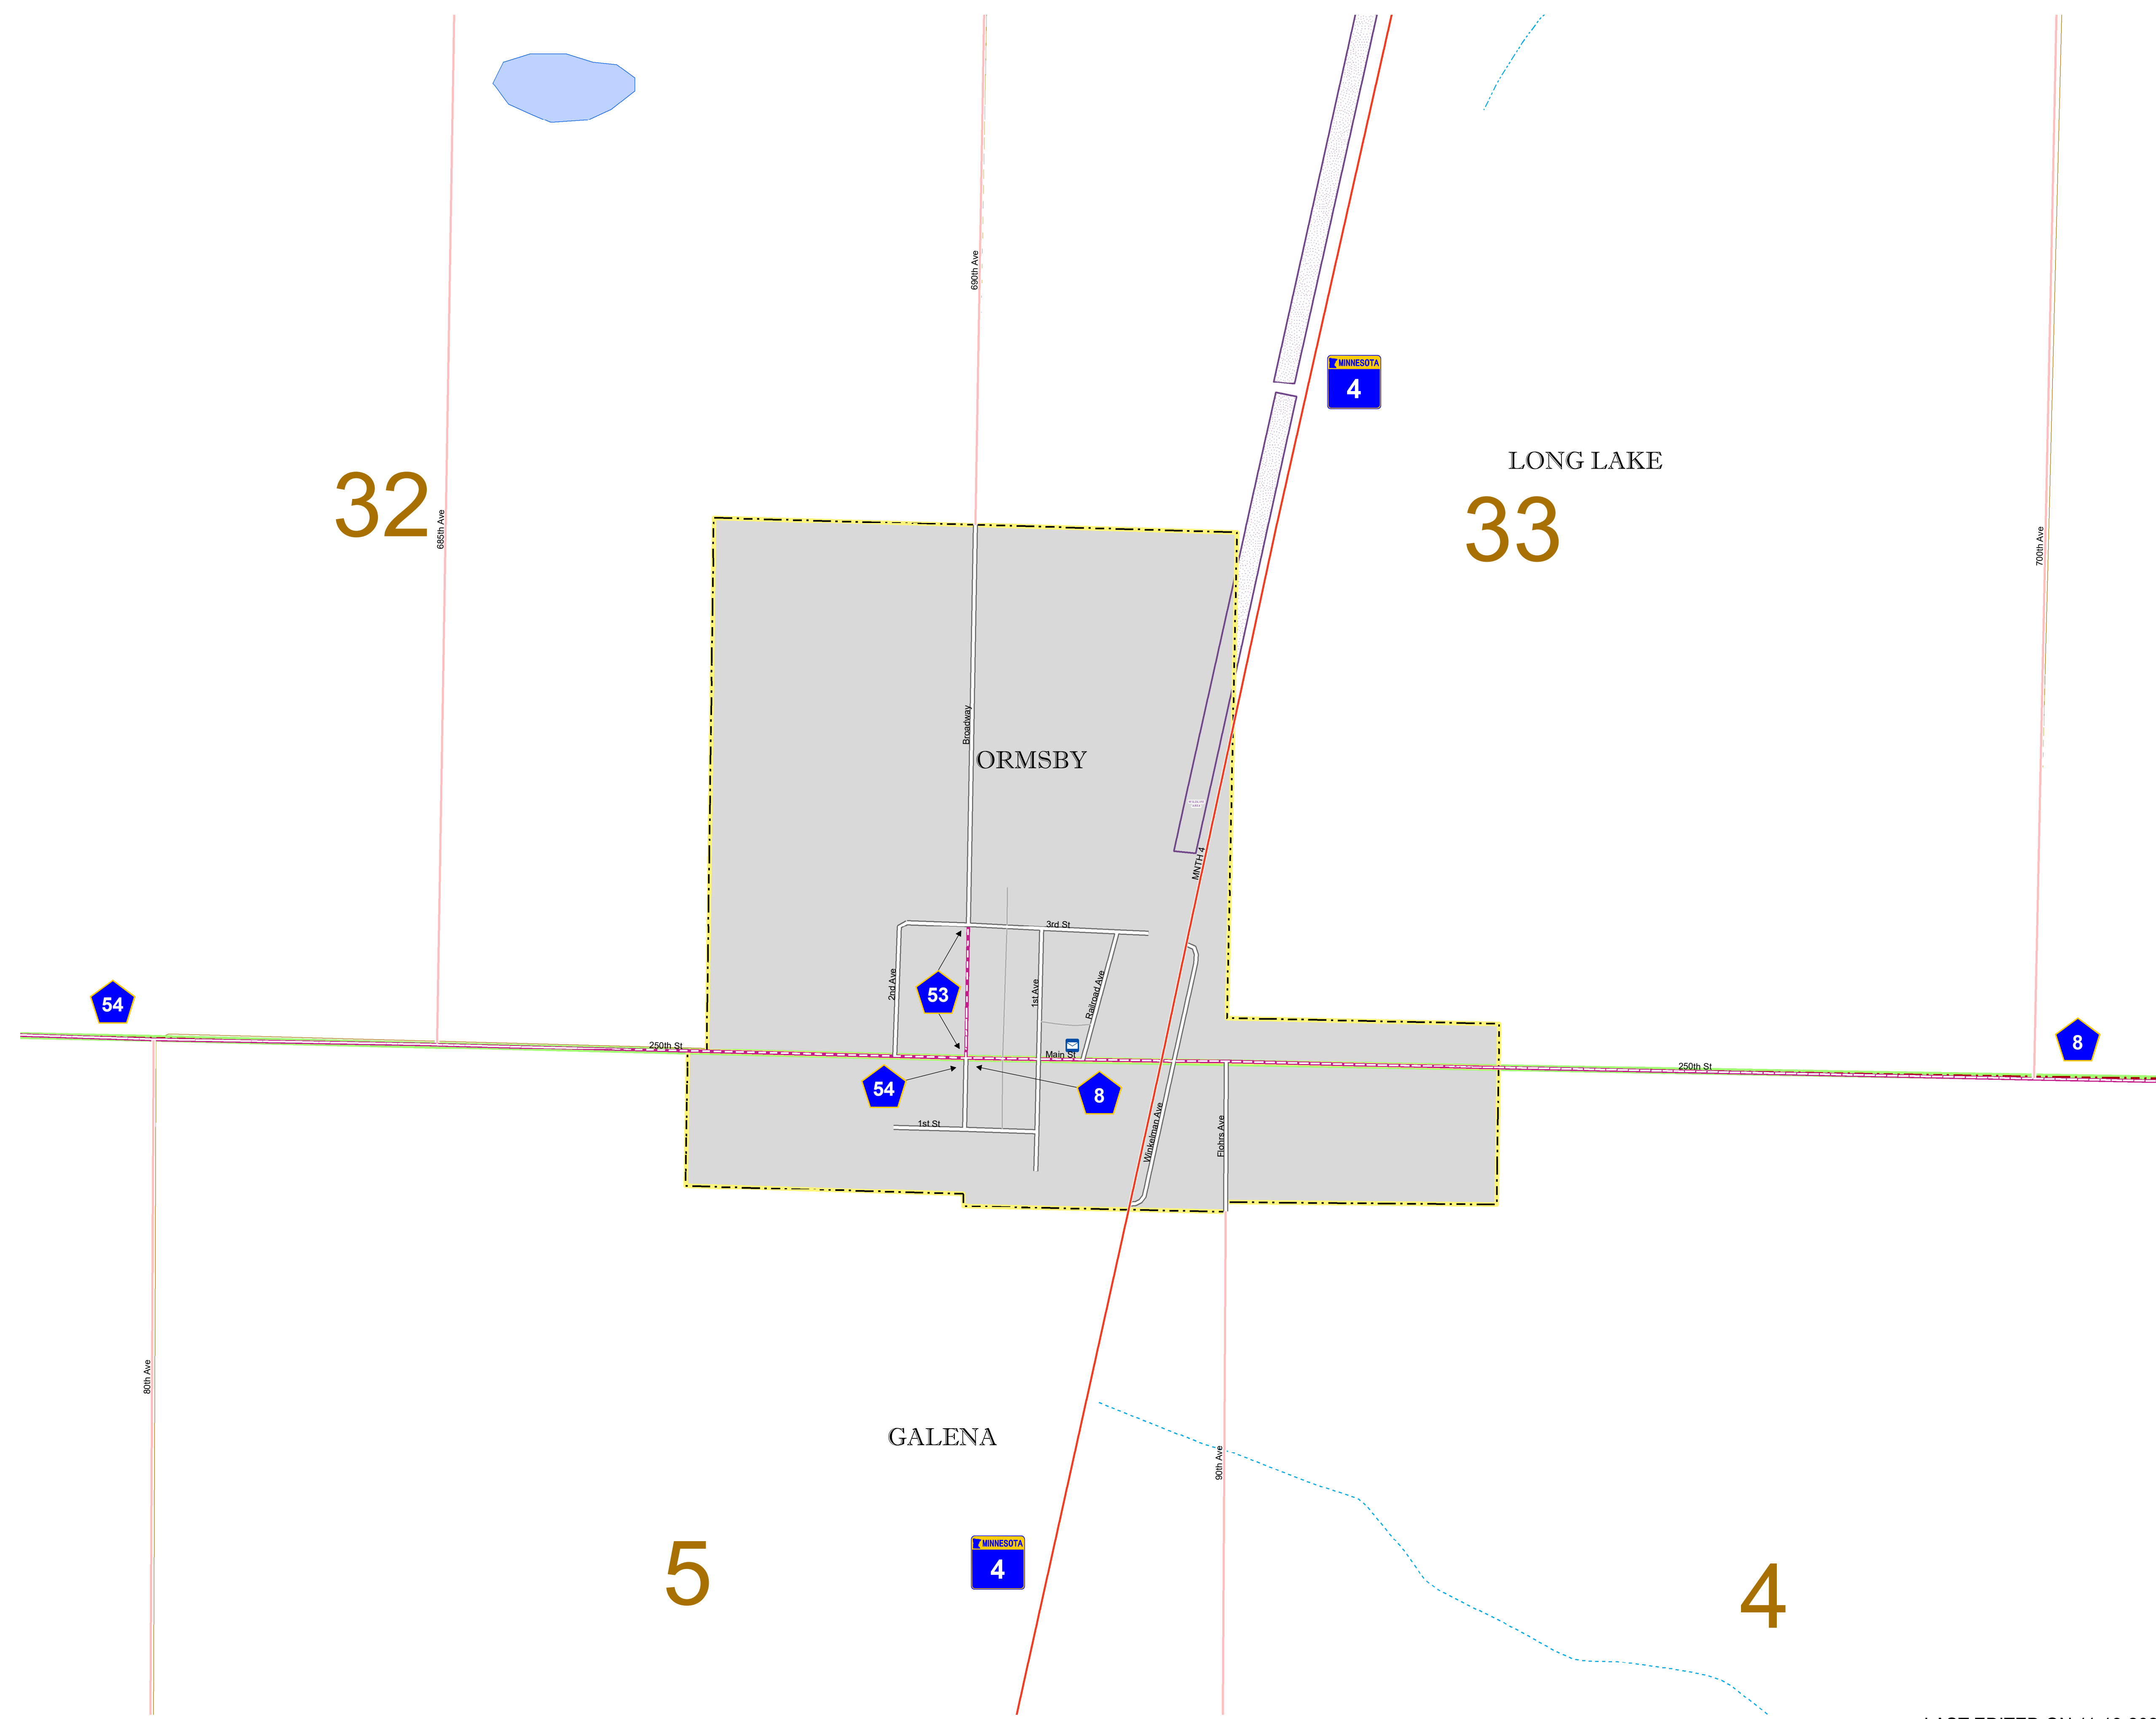 690th Ave
MINNESOTA
4
LONG LAKE
32
33
685th Ave
700th Ave
Broadway
ORMSBY
MNTH 4
3rd St
2nd Ave
53
1st Ave
Railroad Ave
54
8
250th St
Main St
250th St
54
8
1st St
Winkelman Ave
Flohrs Ave
80th Ave
GALENA
90th Ave
5
MINNESOTA
4
4